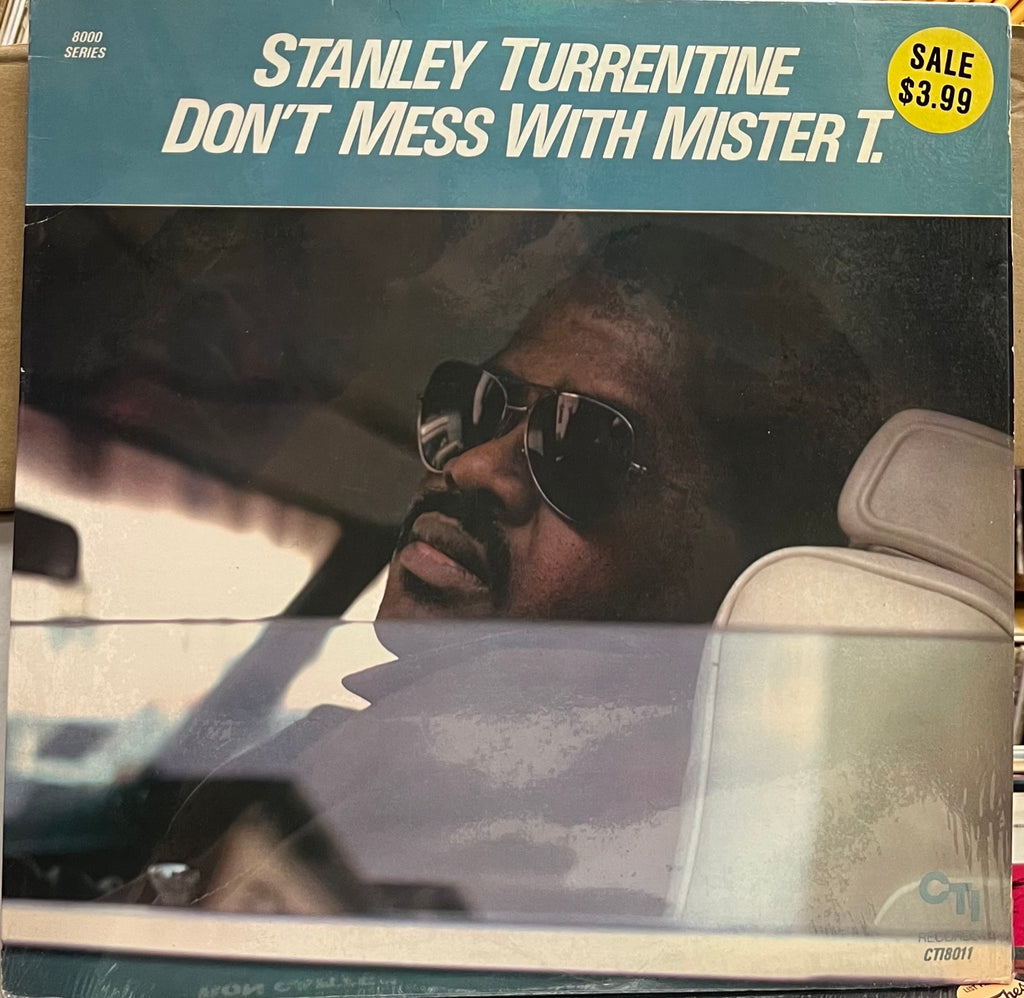 8000
SERIES
STANLEY TURRENTINE
DON'T MESS WITH MISTER T.
SALE
$3.99
CTI
RECORDS
CTI8011